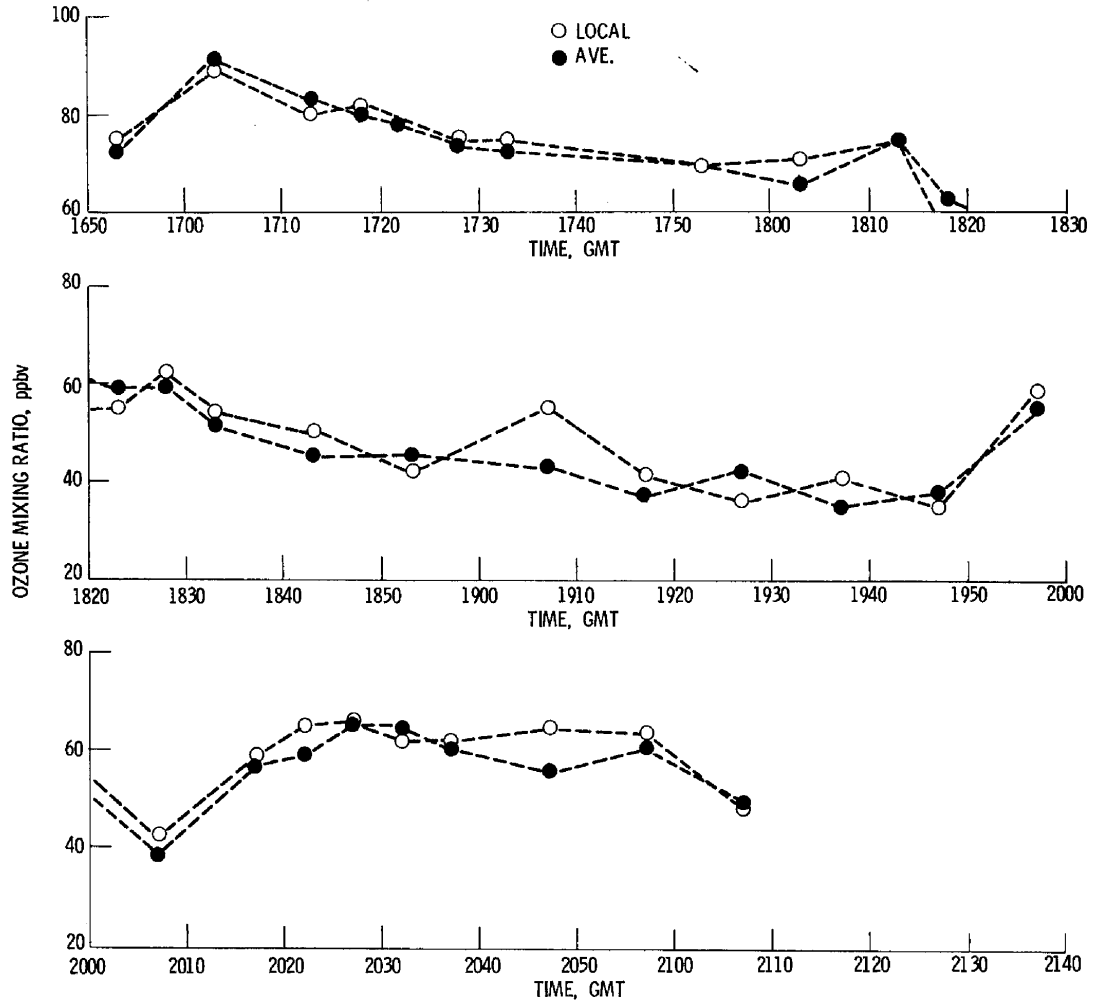 100
○ LOCAL
● AVE.
80
60
1650 1700 1710 1720 1730 1740 1750 1800 1810 1820 1830
TIME, GMT
80
60
40
20
1820 1830 1840 1850 1900 1910 1920 1930 1940 1950 2000
TIME, GMT
OZONE MIXING RATIO, ppbv
80
60
40
20
2000 2010 2020 2030 2040 2050 2100 2110 2120 2130 2140
TIME, GMT